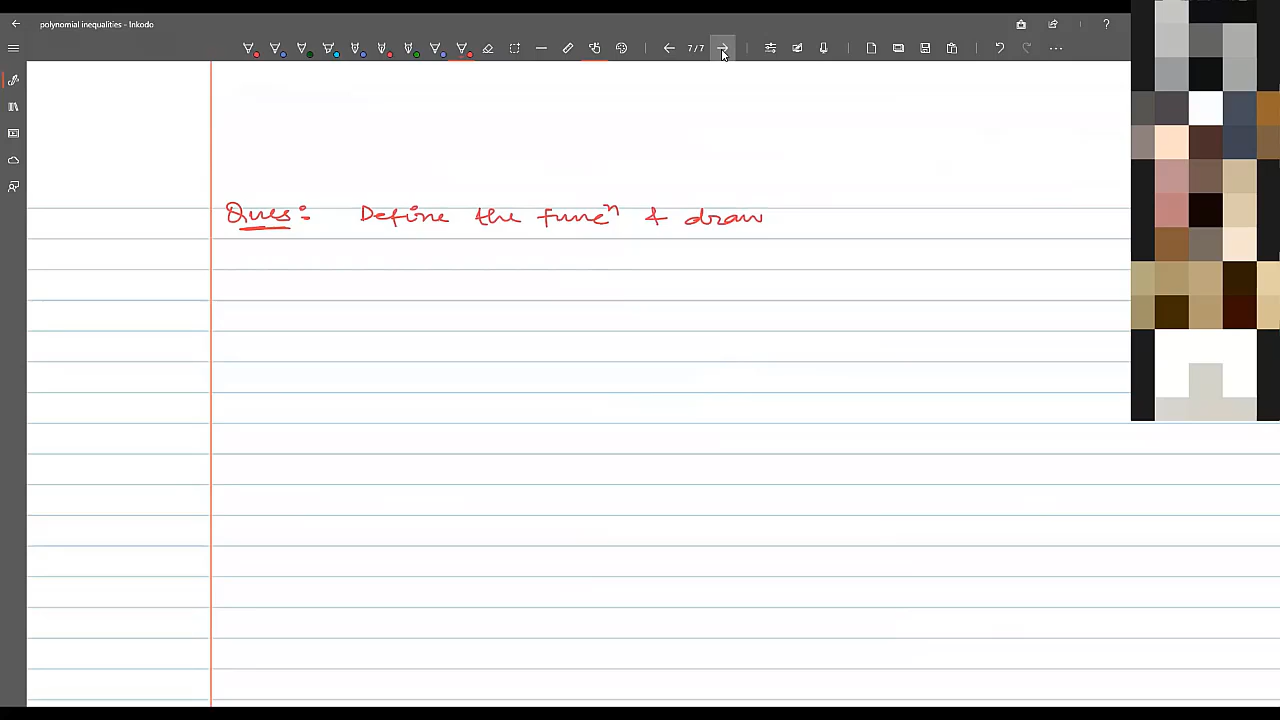 polynomial inequalities - Inkodo
7/7
Ques: Define the funcⁿ & draw